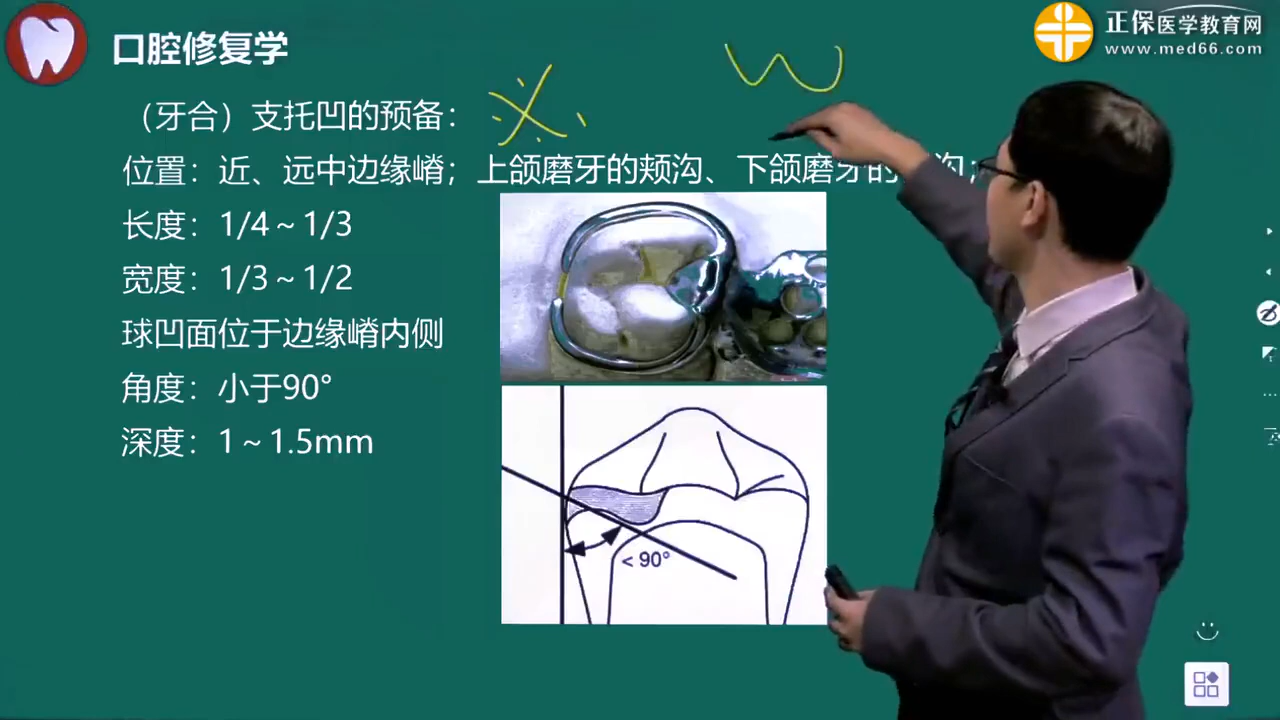 口腔修复学
正保医学教育网
www.med66.com
（牙合）支托凹的预备：
W
位置：近、远中边缘嵴；上颌磨牙的颊沟、下颌磨牙的 沟；
长度：1/4～1/3
宽度：1/3～1/2
球凹面位于边缘嵴内侧
角度：小于90°
深度：1～1.5mm
< 90°